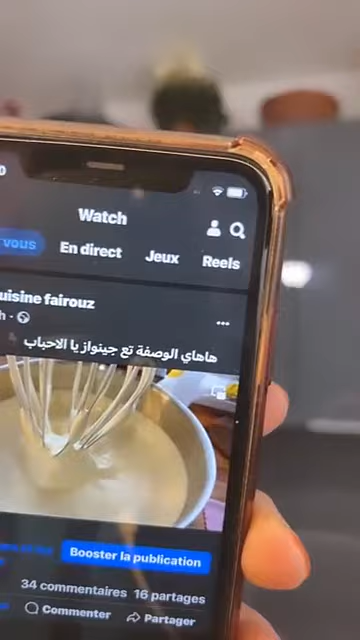 Watch
vous
En direct
Jeux
Reels
uisine fairouz
هاهاي الوصفة تع جينواز يا الاحباب
Booster la publication
34 commentaires 16 partages
Commenter
Partager